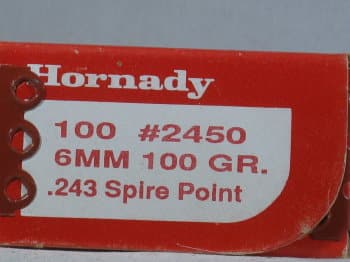 Hornady
100 #2450
6MM 100 GR.
.243 Spire Point